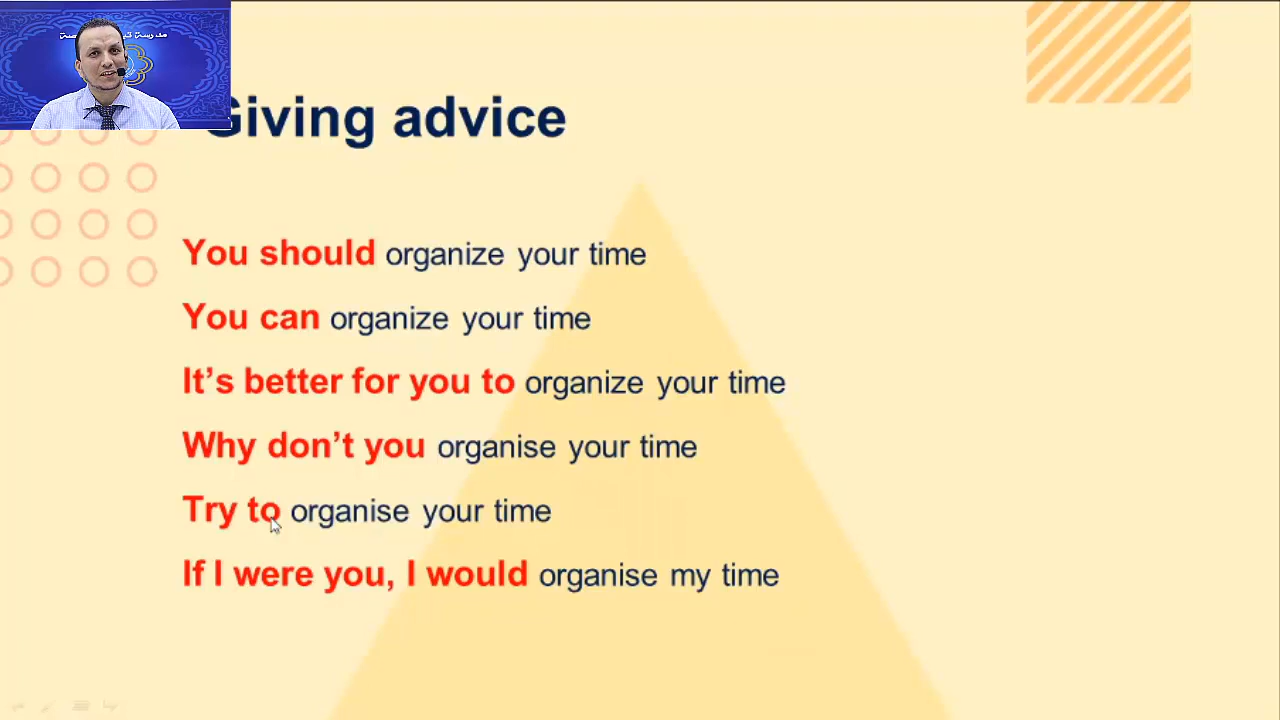 مدرسة
Giving advice
You should organize your time
You can organize your time
It's better for you to organize your time
Why don't you organise your time
Try to organise your time
If I were you, I would organise my time